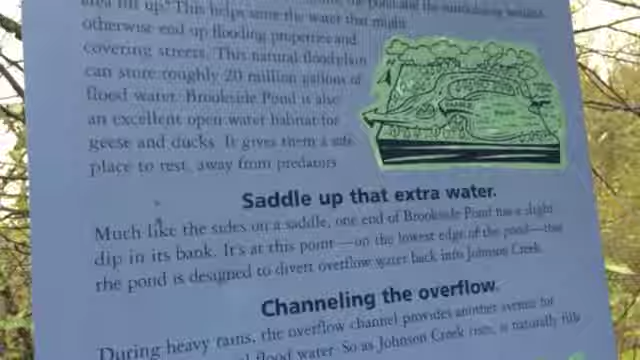 area fill up. This helps store the water that might
otherwise end up flooding properties and
covering streets. This natural floodplain
can store roughly 20 million gallons of
flood water. Brookside Pond is also
an excellent open-water habitat for
geese and ducks. It gives them a safe
place to rest, away from predators
Saddle up that extra water.
Much like the sides on a saddle, one end of Brookside Pond has a slight
dip in its bank. It's at this point—on the lowest edge of the pond—that
the pond is designed to divert overflow water back into Johnson Creek.
Channeling the overflow.
During heavy rains, the overflow channel provides another avenue for
flood water. So as Johnson Creek rises, it naturally fills